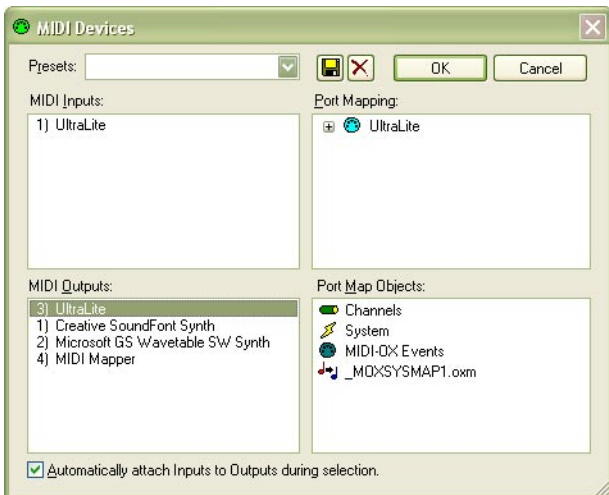 MIDI Devices
Presets:
OK
Cancel
MIDI Inputs:
1) UltraLite
Port Mapping:
UltraLite
MIDI Outputs:
3) UltraLite
1) Creative SoundFont Synth
2) Microsoft GS Wavetable SW Synth
4) MIDI Mapper
Port Map Objects:
Channels
System
MIDI-OX Events
_MOXSYSMAP1.oxm
Automatically attach Inputs to Outputs during selection.